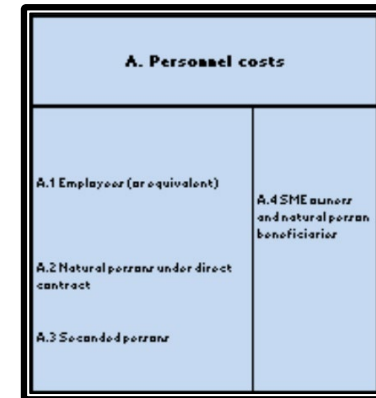 A. Personnel costs
A.1 Employees (or equivalent)
A.2 Natural persons under direct
contract
A.3 Seconded persons
A.4 SME owners
and natural person
beneficiaries